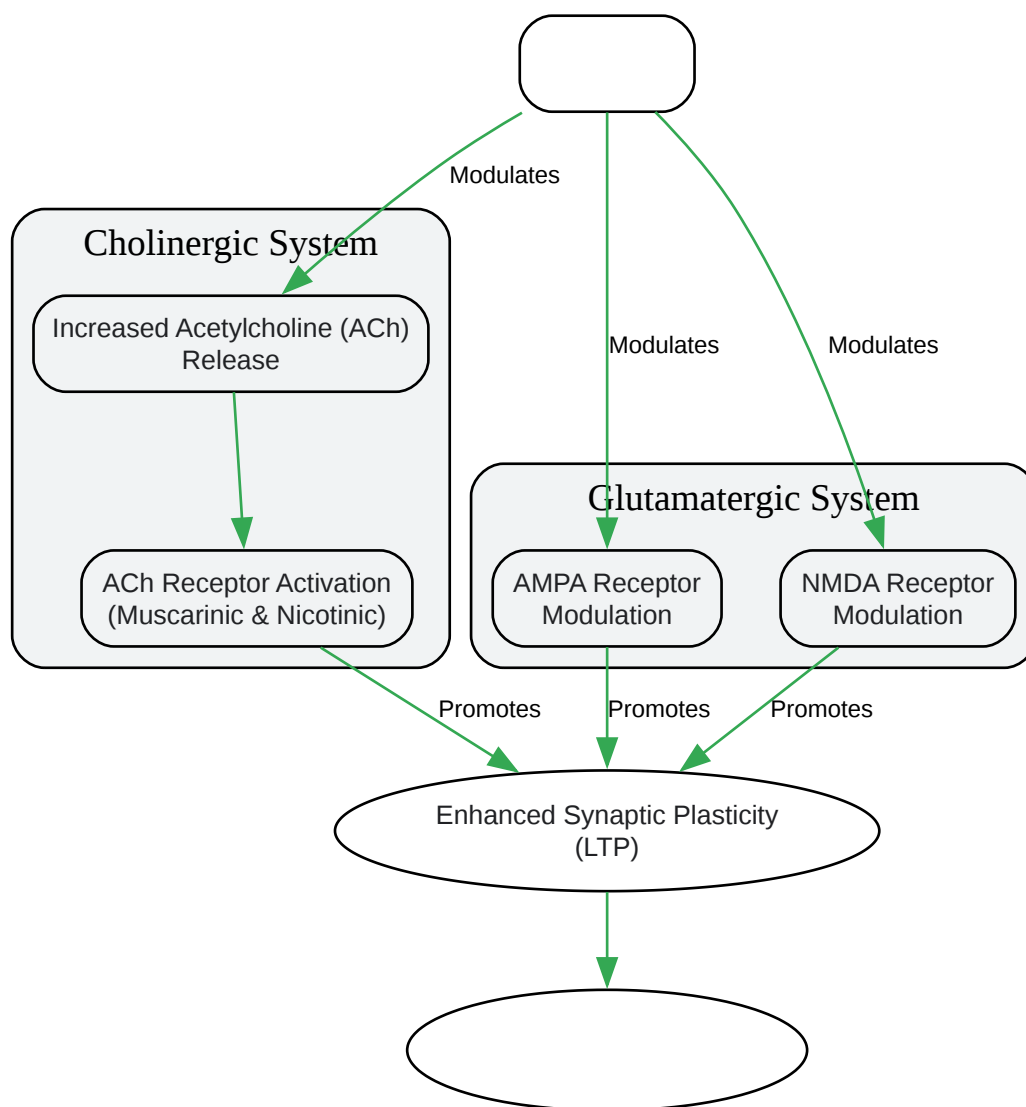 Modulates
Cholinergic System
Increased Acetylcholine (ACh)
Release
Modulates
Modulates
Glutamatergic System
ACh Receptor Activation
(Muscarinic & Nicotinic)
AMPA Receptor
Modulation
NMDA Receptor
Modulation
Promotes
Promotes
Promotes
Enhanced Synaptic Plasticity
(LTP)